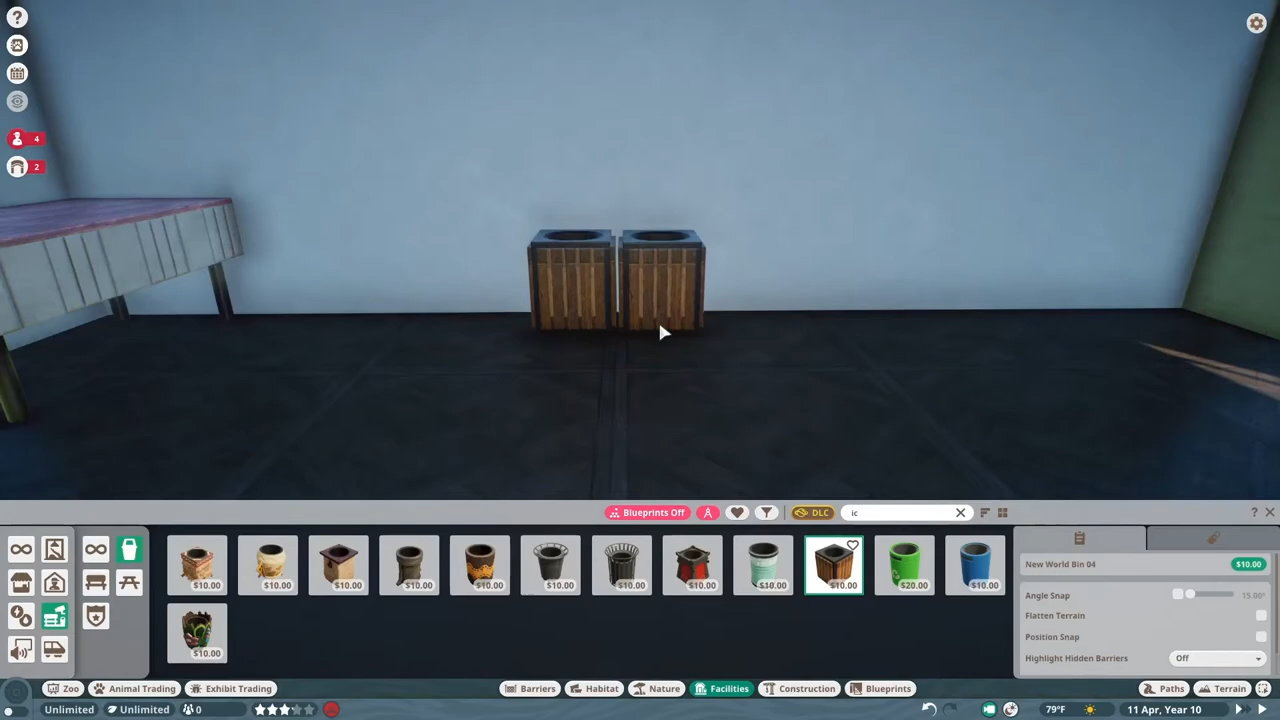 ?
4
2
Blueprints Off
DLC
ic
?
$10.00 $10.00 $10.00 $10.00 $10.00 $10.00 $10.00 $10.00 $10.00 $10.00 $20.00 $10.00
$10.00
New World Bin 04 $10.00
Angle Snap 15.00°
Flatten Terrain
Position Snap
Highlight Hidden Barriers Off
Zoo Animal Trading Exhibit Trading Barriers Habitat Nature Facilities Construction Blueprints Paths Terrain
Unlimited Unlimited 0 79°F 11 Apr, Year 10